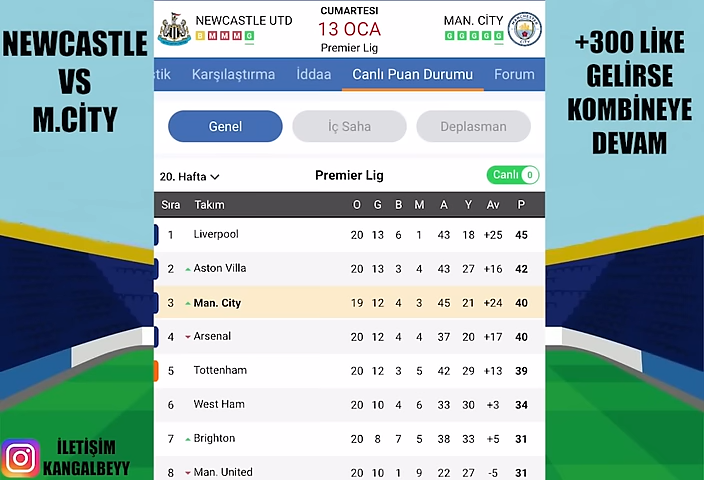 NEWCASTLE
VS
M.CİTY
NEWCASTLE UTD
B M M M G
CUMARTESİ
13 OCA
Premier Lig
MAN. CİTY
G G G G G
+300 LİKE
GELİRSE
KOMBİNEYE
DEVAM
stik Karşılaştırma İddaa Canlı Puan Durumu Forum
Genel İç Saha Deplasman
20. Hafta Premier Lig Canlı 0
Sıra Takım O G B M A Y Av P
1 Liverpool 20 13 6 1 43 18 +25 45
2 Aston Villa 20 13 3 4 43 27 +16 42
3 Man. City 19 12 4 3 45 21 +24 40
4 Arsenal 20 12 4 4 37 20 +17 40
5 Tottenham 20 12 3 5 42 29 +13 39
6 West Ham 20 10 4 6 33 30 +3 34
7 Brighton 20 8 7 5 38 33 +5 31
8 Man. United 20 10 1 9 22 27 -5 31
İLETİŞİM
KANGALBEYY